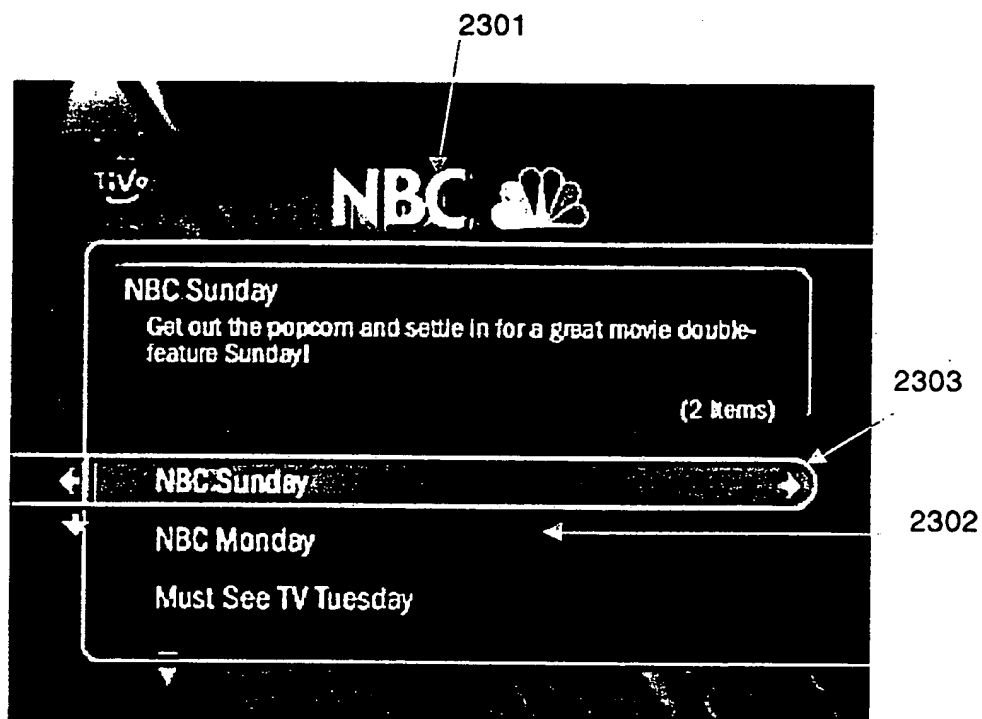 2301
TiVo
NBC
NBC Sunday
Get out the popcorn and settle in for a great movie double-
feature Sunday!
(2 Items)
2303
NBC Sunday
2302
NBC Monday
Must See TV Tuesday